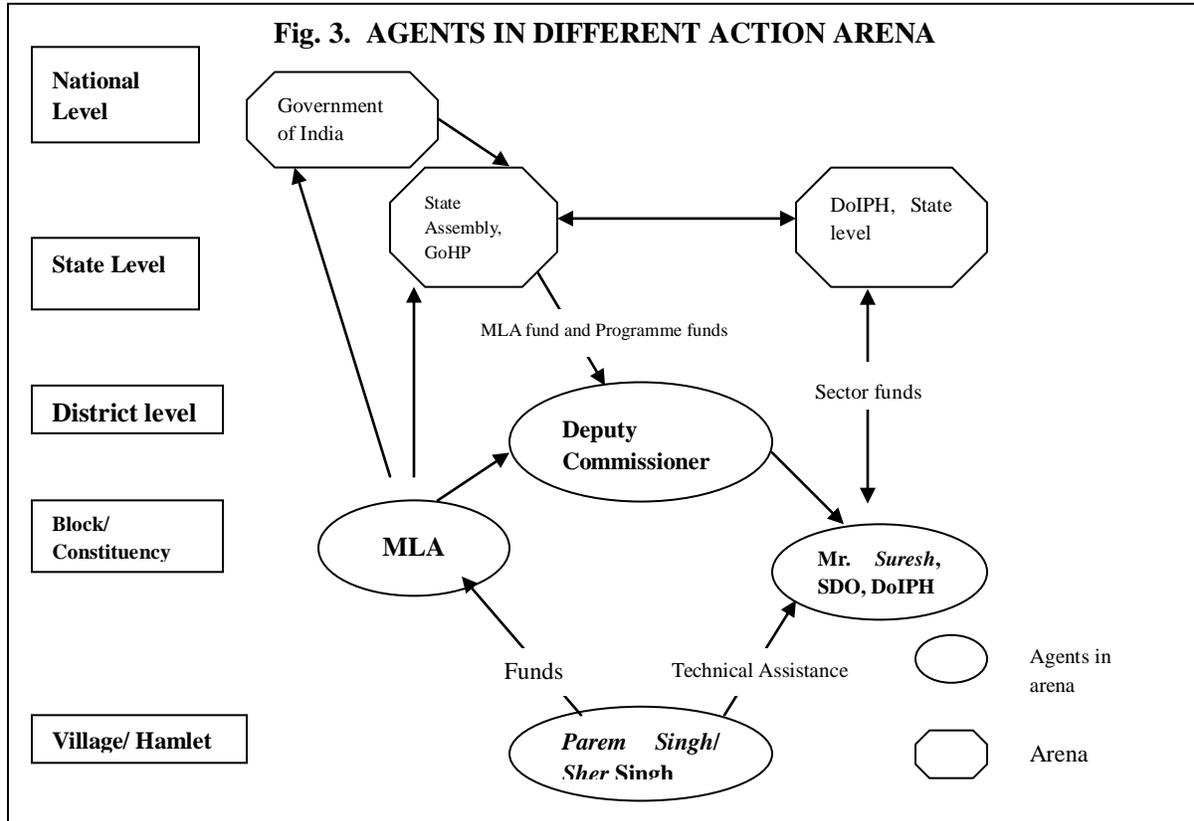 Fig. 3. AGENTS IN DIFFERENT ACTION ARENA
National
Level
Government
of India
State
Assembly,
GoHP
DoIPH, State
level
State Level
MLA fund and Programme funds
Sector funds
District level
Deputy
Commissioner
Block/
Constituency
MLA
Mr. Suresh,
SDO, DoIPH
Funds
Technical Assistance
Agents in
arena
Village/ Hamlet
Parem Singh/
Sher Singh
Arena